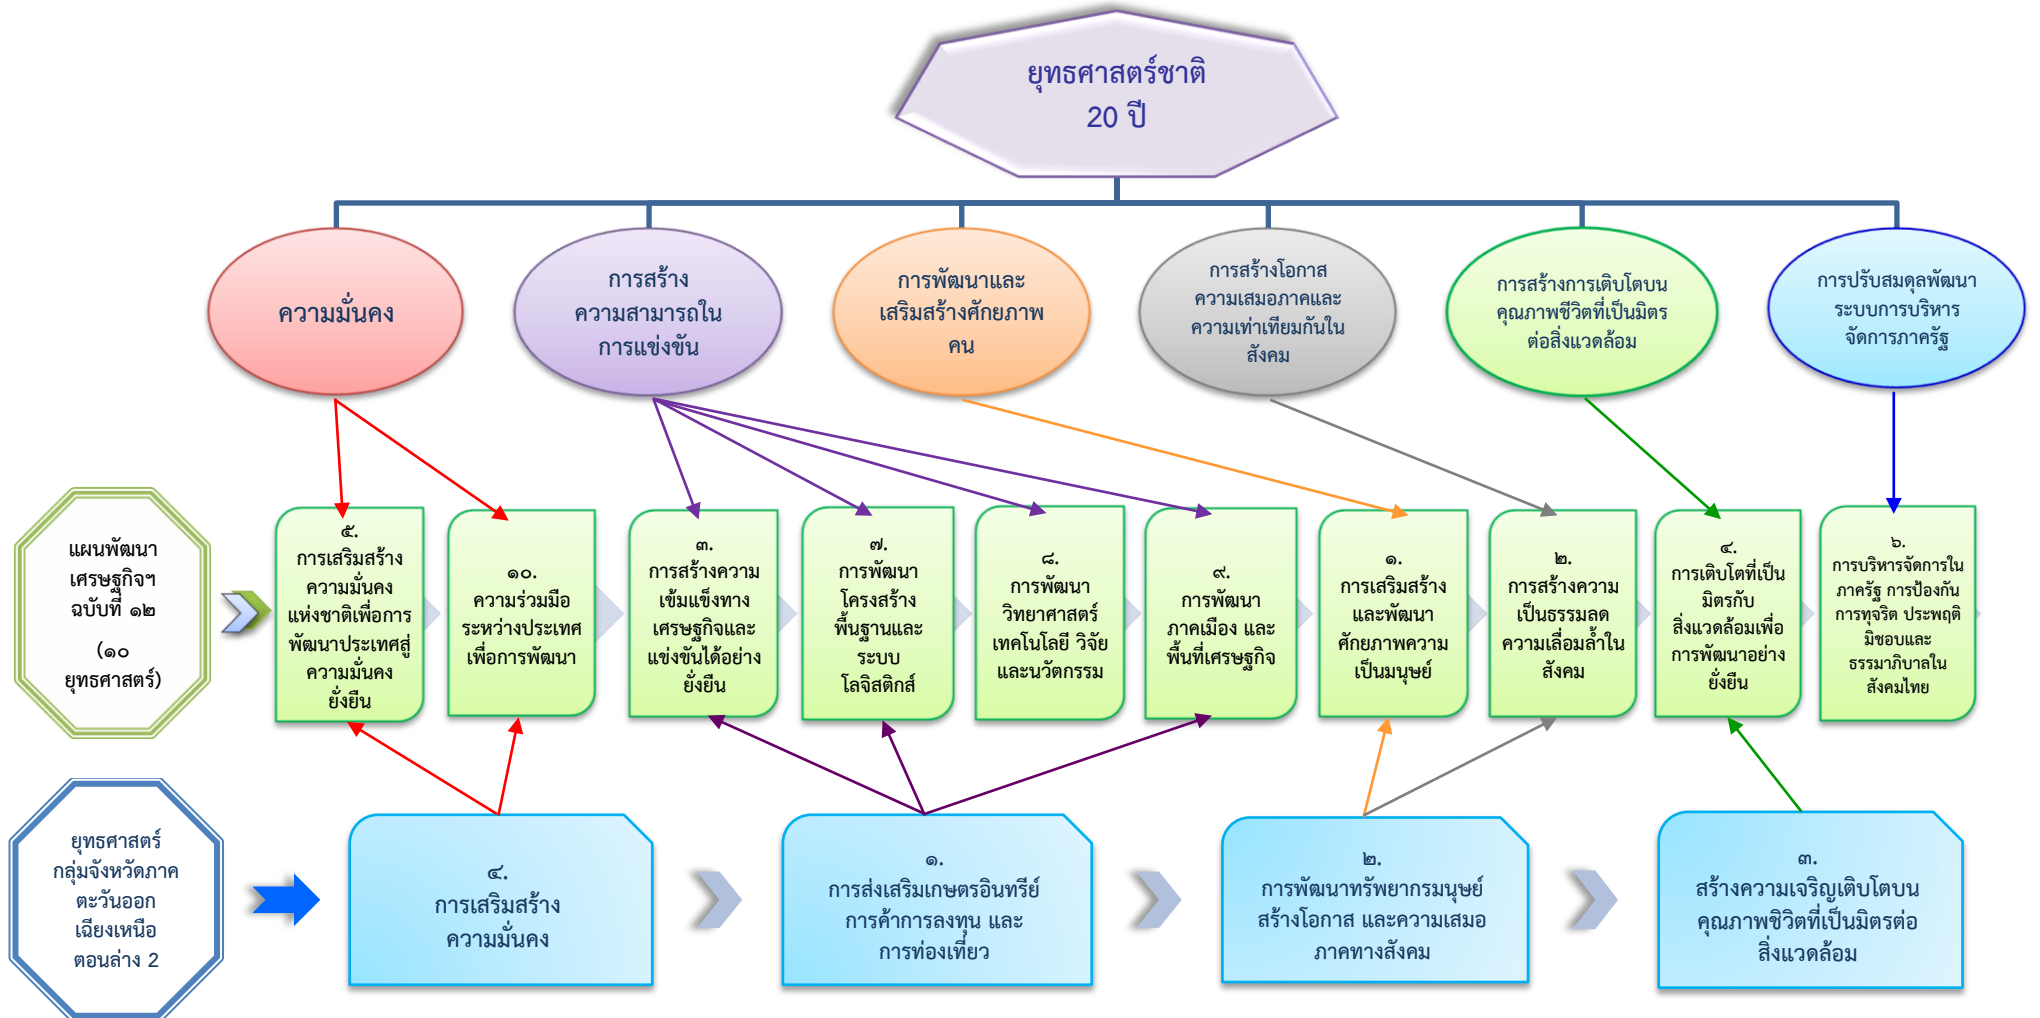 ยุทธศาสตร์ชาติ
20 ปี
ความมั่นคง
การสร้าง
ความสามารถใน
การแข่งขัน
การพัฒนาและ
เสริมสร้างศักยภาพ
คน
การสร้างโอกาส
ความเสมอภาคและ
ความเท่าเทียมกันใน
สังคม
การสร้างการเติบโตบน
คุณภาพชีวิตที่เป็นมิตร
ต่อสิ่งแวดล้อม
การปรับสมดุลพัฒนา
ระบบการบริหาร
จัดการภาครัฐ
แผนพัฒนา
เศรษฐกิจฯ
ฉบับที่ ๑๒
(๑๐
ยุทธศาสตร์)
๕.
การเสริมสร้าง
ความมั่นคง
แห่งชาติเพื่อการ
พัฒนาประเทศสู่
ความมั่นคง
ยั่งยืน
๑๐.
ความร่วมมือ
ระหว่างประเทศ
เพื่อการพัฒนา
๓.
การสร้างความ
เข้มแข็งทาง
เศรษฐกิจและ
แข่งขันได้อย่าง
ยั่งยืน
๗.
การพัฒนา
โครงสร้าง
พื้นฐานและ
ระบบ
โลจิสติกส์
๘.
การพัฒนา
วิทยาศาสตร์
เทคโนโลยี วิจัย
และนวัตกรรม
๙.
การพัฒนา
ภาคเมือง และ
พื้นที่เศรษฐกิจ
๑.
การเสริมสร้าง
และพัฒนา
ศักยภาพความ
เป็นมนุษย์
๒.
การสร้างความ
เป็นธรรมลด
ความเลื่อมล้ำใน
สังคม
๔.
การเติบโตที่เป็น
มิตรกับ
สิ่งแวดล้อมเพื่อ
การพัฒนาอย่าง
ยั่งยืน
๖.
การบริหารจัดการใน
ภาครัฐ การป้องกัน
การทุจริต ประพฤติ
มิชอบและ
ธรรมาภิบาลใน
สังคมไทย
ยุทธศาสตร์
กลุ่มจังหวัดภาค
ตะวันออก
เฉียงเหนือ
ตอนล่าง 2
๔.
การเสริมสร้าง
ความมั่นคง
๑.
การส่งเสริมเกษตรอินทรีย์
การค้าการลงทุน และ
การท่องเที่ยว
๒.
การพัฒนาทรัพยากรมนุษย์
สร้างโอกาส และความเสมอ
ภาคทางสังคม
๓.
สร้างความเจริญเติบโตบน
คุณภาพชีวิตที่เป็นมิตรต่อ
สิ่งแวดล้อม